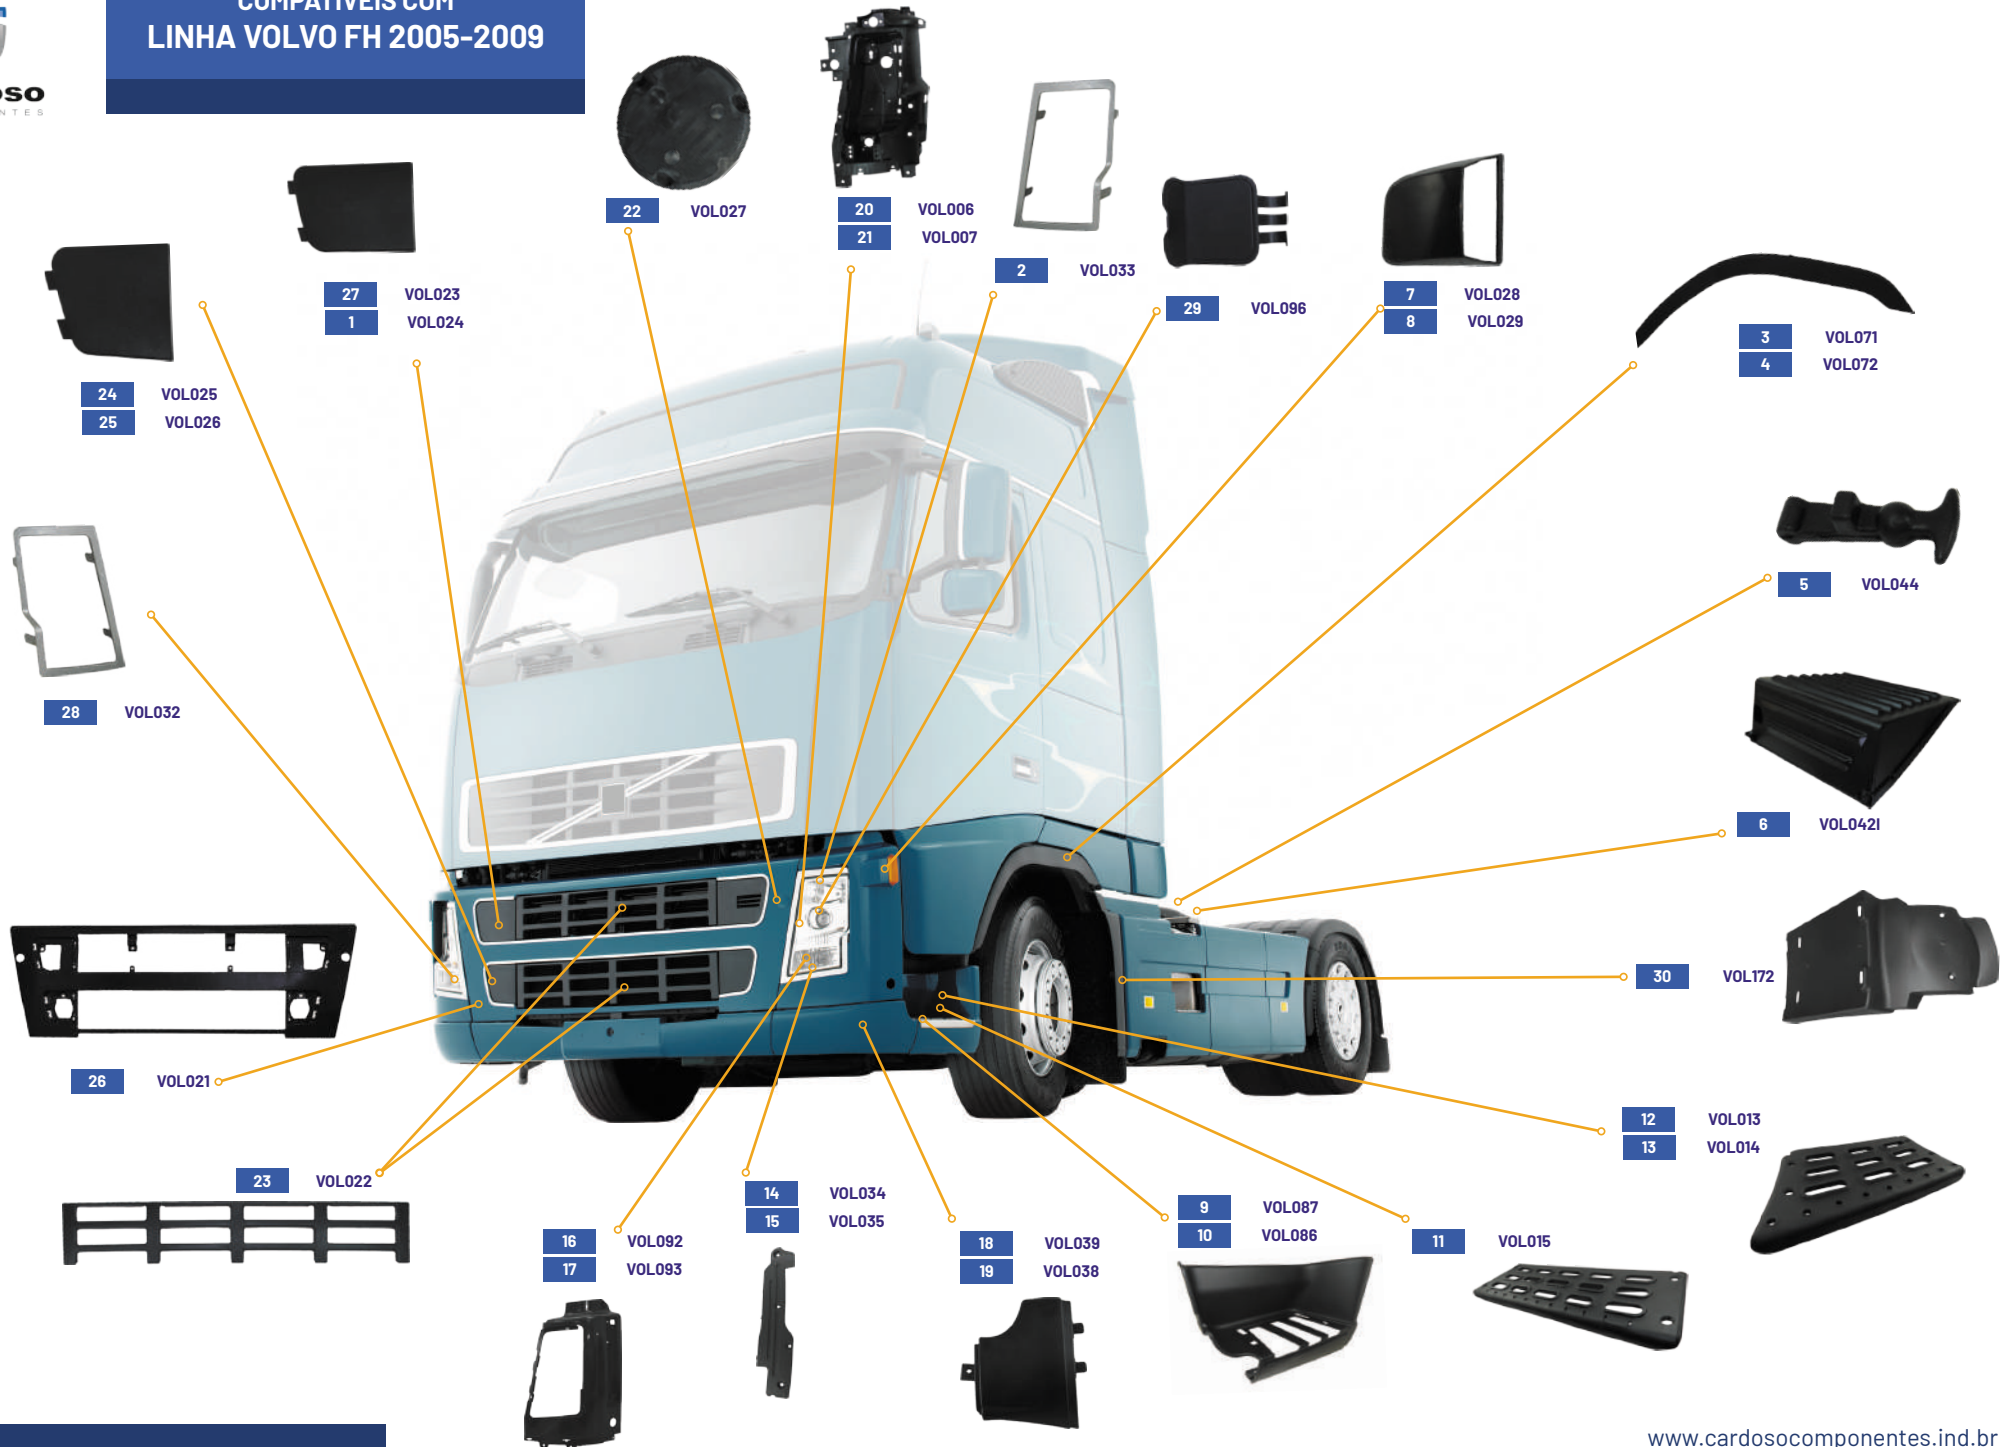 COMPATÍVEIS COM
LINHA VOLVO FH 2005-2009
22 VOL027
20 VOL006
21 VOL007
2 VOL033
29 VOL096
7 VOL028
8 VOL029
3 VOL071
4 VOL072
27 VOL023
1 VOL024
24 VOL025
25 VOL026
5 VOL044
28 VOL032
6 VOL042I
30 VOL172
26 VOL021
12 VOL013
13 VOL014
23 VOL022
14 VOL034
15 VOL035
16 VOL092
17 VOL093
18 VOL039
19 VOL038
9 VOL087
10 VOL086
11 VOL015
www.cardosocomponentes.ind.br